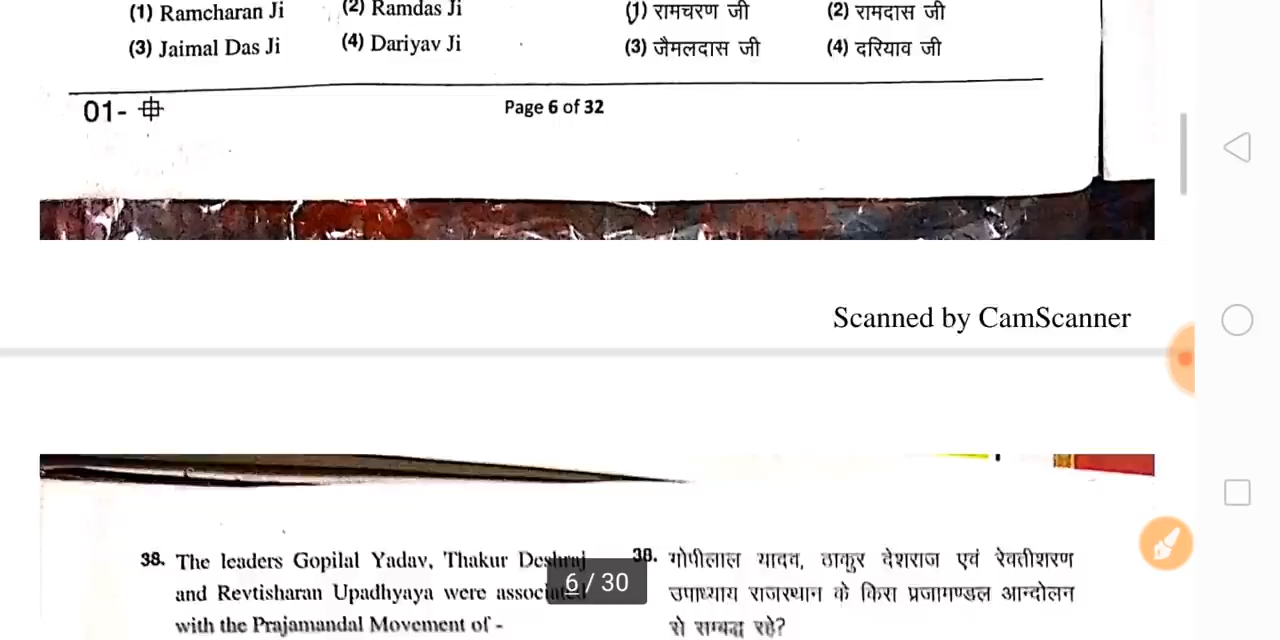 (1) Ramcharan Ji (2) Ramdas Ji (1) रामचरण जी (2) रामदास जी
(3) Jaimal Das Ji (4) Dariyav Ji (3) जैमलदास जी (4) दरियाव जी
01- Page 6 of 32
Scanned by CamScanner
38. The leaders Gopilal Yadav, Thakur Deshraj
and Revtisharan Upadhyaya were associated
with the Prajamandal Movement of -
38. गोपीलाल यादव, ठाकुर देशराज एवं रेवतीशरण
उपाध्याय राजस्थान के किस प्रजामण्डल आन्दोलन
से सम्बद्ध रहे?
6 / 30